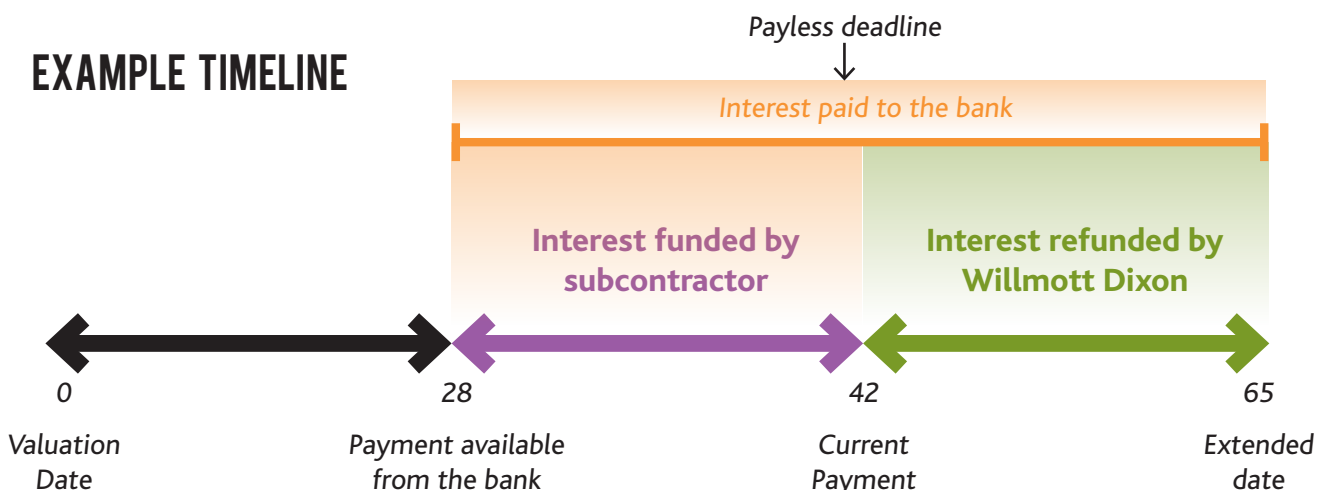 Payless deadline
EXAMPLE TIMELINE
Interest paid to the bank
Interest funded by
subcontractor
Interest refunded by
Willmott Dixon
0
28
42
65
Valuation
Date
Payment available
from the bank
Current
Payment
Extended
date